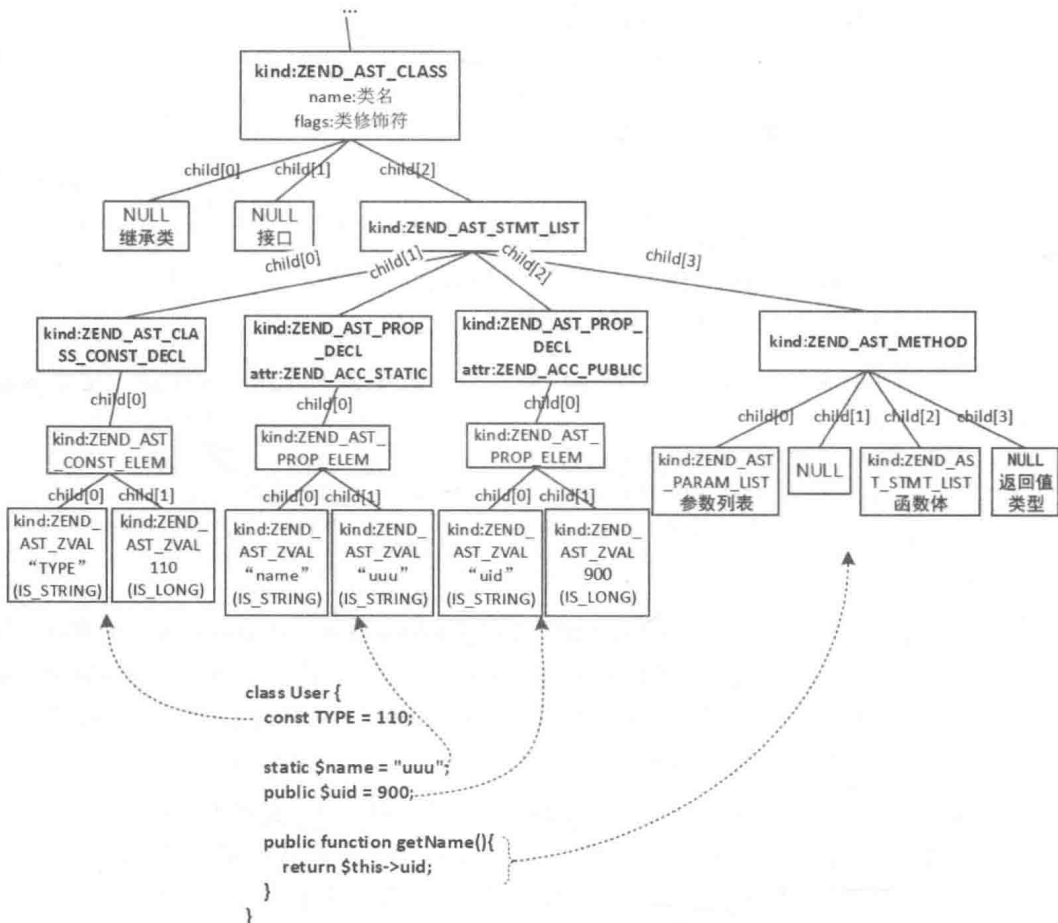 ...
kind:ZEND_AST_CLASS
name:类名
flags:类修饰符
child[0]
child[1]
child[2]
NULL
继承类
NULL
接口
kind:ZEND_AST_STMT_LIST
child[0]
child[1]
child[2]
child[3]
kind:ZEND_AST_CLA
SS_CONST_DECL
kind:ZEND_AST_PROP
_DECL
attr:ZEND_ACC_STATIC
kind:ZEND_AST_PROP_
DECL
attr:ZEND_ACC_PUBLIC
kind:ZEND_AST_METHOD
child[0]
child[0]
child[0]
child[0]
child[1]
child[2]
child[3]
kind:ZEND_AST
_CONST_ELEM
kind:ZEND_AST_
PROP_ELEM
kind:ZEND_AST_
PROP_ELEM
kind:ZEND_AST
_PARAM_LIST
参数列表
NULL
kind:ZEND_AS
T_STMT_LIST
函数体
NULL
返回值
类型
child[0]
child[1]
child[0]
child[1]
child[0]
child[1]
kind:ZEND_
AST_ZVAL
“TYPE”
(IS_STRING)
kind:ZEND_
AST_ZVAL
110
(IS_LONG)
kind:ZEND_
AST_ZVAL
“name”
(IS_STRING)
kind:ZEND_
AST_ZVAL
“uuu”
(IS_STRING)
kind:ZEND_
AST_ZVAL
“uid”
(IS_STRING)
kind:ZEND_
AST_ZVAL
900
(IS_LONG)
class User {
const TYPE = 110;
static $name = "uuu";
public $uid = 900;
public function getName(){
return $this->uid;
}
}